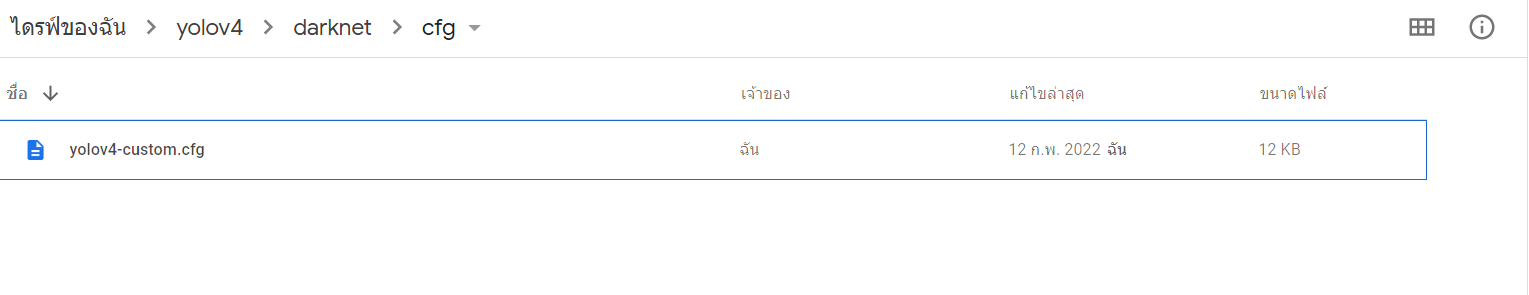 ไดรฟ์ของฉัน yolov4 darknet cfg
ชื่อ เจ้าของ แก้ไขล่าสุด ขนาดไฟล์
yolov4-custom.cfg ฉัน 12 ก.พ. 2022 ฉัน 12 KB